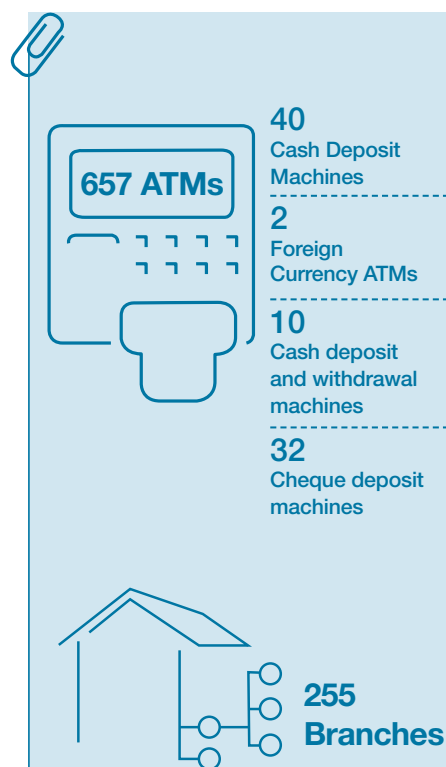 657 ATMs
40
Cash Deposit
Machines
2
Foreign
Currency ATMs
10
Cash deposit
and withdrawal
machines
32
Cheque deposit
machines
255
Branches